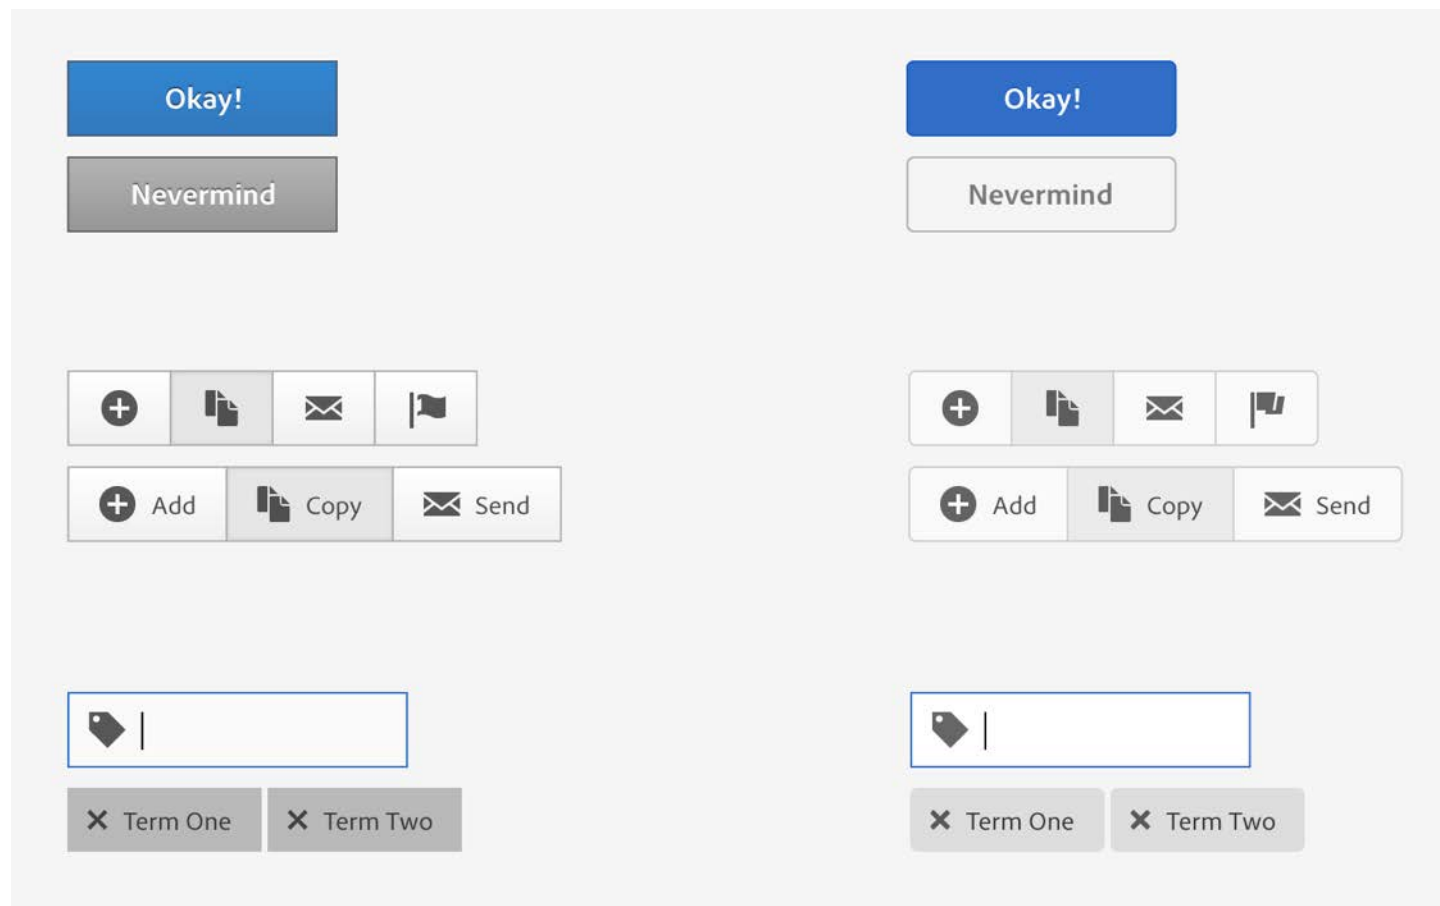 Okay!
Nevermind
Add Copy Send
Term One Term Two
Okay!
Nevermind
Add Copy Send
Term One Term Two